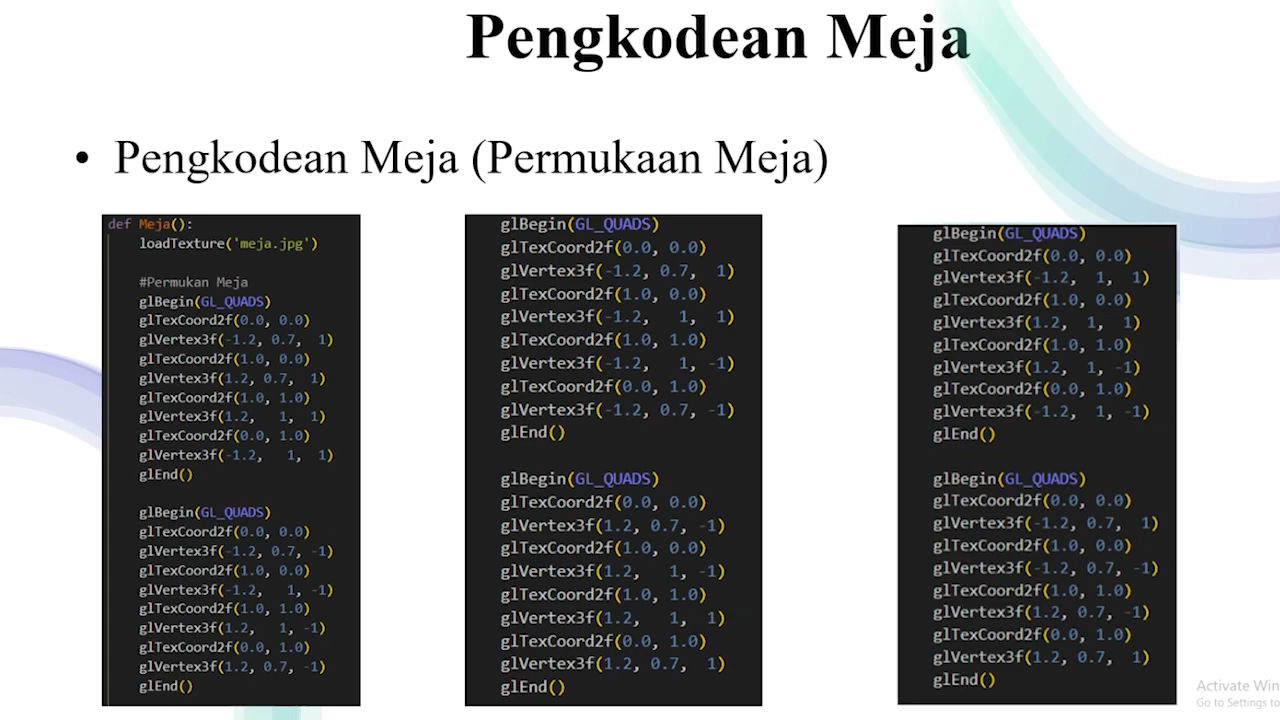 Pengkodean Meja
• Pengkodean Meja (Permukaan Meja)
def Meja():
loadTexture('meja.jpg')
#Permukan Meja
glBegin(GL_QUADS)
glTexCoord2f(0.0, 0.0)
glVertex3f(-1.2, 0.7, 1)
glTexCoord2f(1.0, 0.0)
glVertex3f(1.2, 0.7, 1)
glTexCoord2f(1.0, 1.0)
glVertex3f(1.2, 1, 1)
glTexCoord2f(0.0, 1.0)
glVertex3f(-1.2, 1, 1)
glEnd()
glBegin(GL_QUADS)
glTexCoord2f(0.0, 0.0)
glVertex3f(-1.2, 0.7, -1)
glTexCoord2f(1.0, 0.0)
glVertex3f(-1.2, 1, -1)
glTexCoord2f(1.0, 1.0)
glVertex3f(1.2, 1, -1)
glTexCoord2f(0.0, 1.0)
glVertex3f(1.2, 0.7, -1)
glEnd()
glBegin(GL_QUADS)
glTexCoord2f(0.0, 0.0)
glVertex3f(-1.2, 0.7, 1)
glTexCoord2f(1.0, 0.0)
glVertex3f(-1.2, 1, 1)
glTexCoord2f(1.0, 1.0)
glVertex3f(-1.2, 1, -1)
glTexCoord2f(0.0, 1.0)
glVertex3f(-1.2, 0.7, -1)
glEnd()
glBegin(GL_QUADS)
glTexCoord2f(0.0, 0.0)
glVertex3f(1.2, 0.7, -1)
glTexCoord2f(1.0, 0.0)
glVertex3f(1.2, 1, -1)
glTexCoord2f(1.0, 1.0)
glVertex3f(1.2, 1, 1)
glTexCoord2f(0.0, 1.0)
glVertex3f(1.2, 0.7, 1)
glEnd()
glBegin(GL_QUADS)
glTexCoord2f(0.0, 0.0)
glVertex3f(-1.2, 1, 1)
glTexCoord2f(1.0, 0.0)
glVertex3f(1.2, 1, 1)
glTexCoord2f(1.0, 1.0)
glVertex3f(1.2, 1, -1)
glTexCoord2f(0.0, 1.0)
glVertex3f(-1.2, 1, -1)
glEnd()
glBegin(GL_QUADS)
glTexCoord2f(0.0, 0.0)
glVertex3f(-1.2, 0.7, 1)
glTexCoord2f(1.0, 0.0)
glVertex3f(-1.2, 0.7, -1)
glTexCoord2f(1.0, 1.0)
glVertex3f(1.2, 0.7, -1)
glTexCoord2f(0.0, 1.0)
glVertex3f(1.2, 0.7, 1)
glEnd()
Activate Win
Go to Settings to